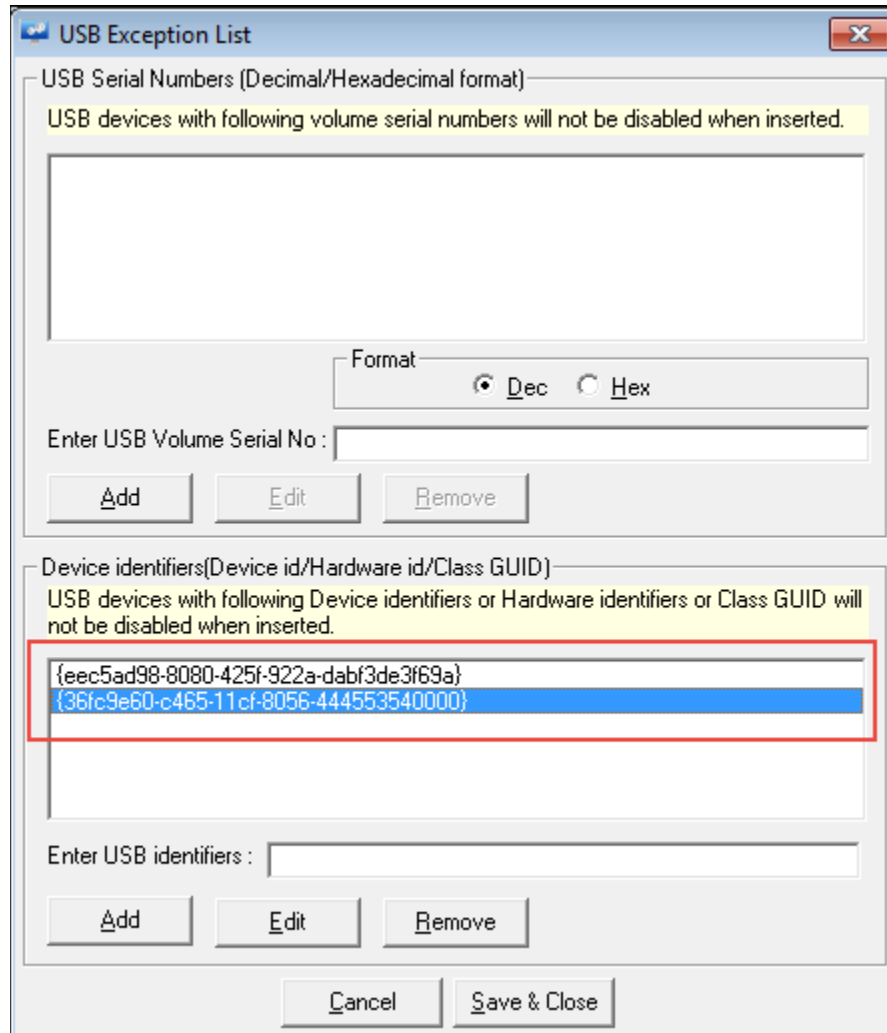 USB Exception List
USB Serial Numbers (Decimal/Hexadecimal format)
USB devices with following volume serial numbers will not be disabled when inserted.
Format
Dec Hex
Enter USB Volume Serial No :
Add Edit Remove
Device identifiers(Device id/Hardware id/Class GUID)
USB devices with following Device identifiers or Hardware identifiers or Class GUID will
not be disabled when inserted.
{eec5ad98-8080-425f-922a-dabf3de3f69a}
{36fc9e60-c465-11cf-8056-444553540000}
Enter USB identifiers :
Add Edit Remove
Cancel Save & Close